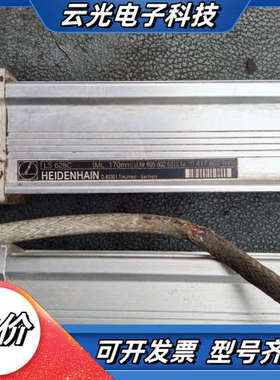 云光电子科技
LS 628C ML 170mm
HEIDENHAIN
D-83301 Traunreut - Germany
价
可开发票 型号齐